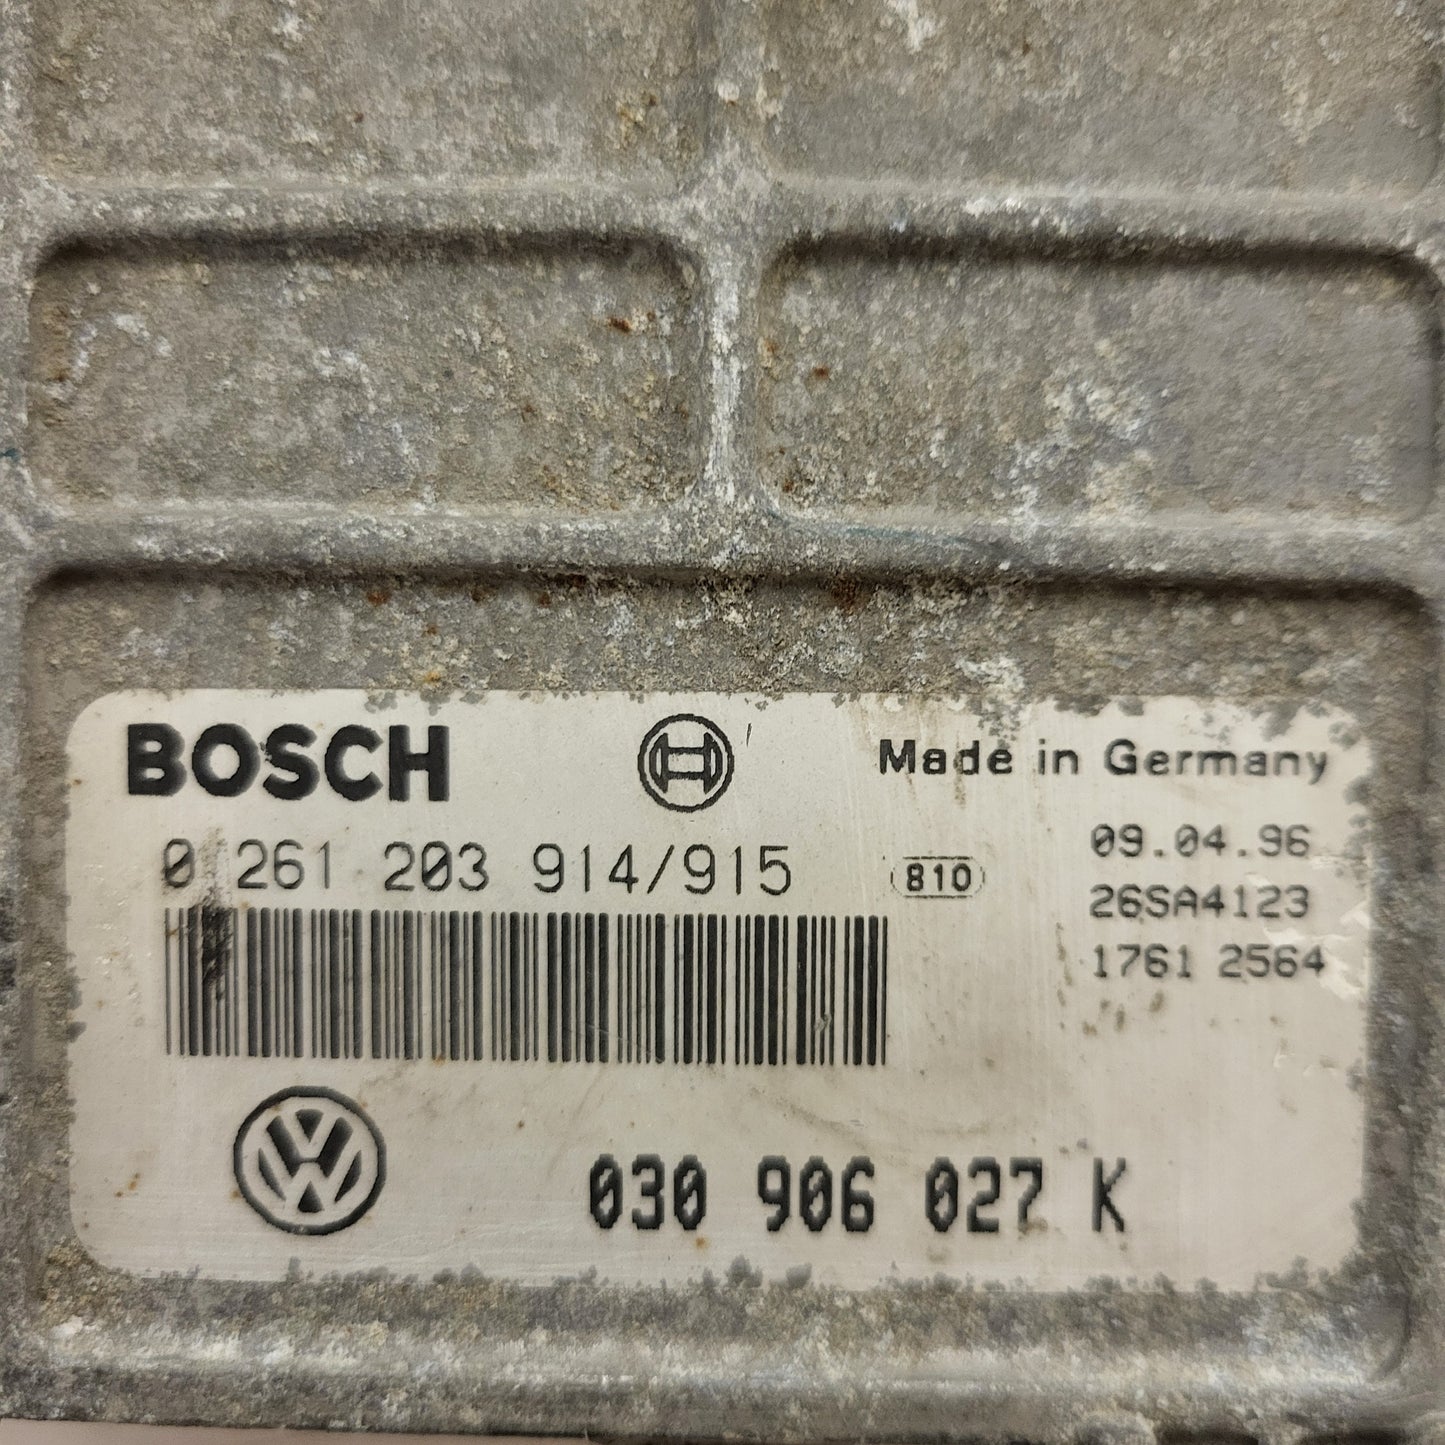 BOSCH Made in Germany
0 261 203 914/915 810 09.04.96
26SA4123
1761 2564
VW 030 906 027 K